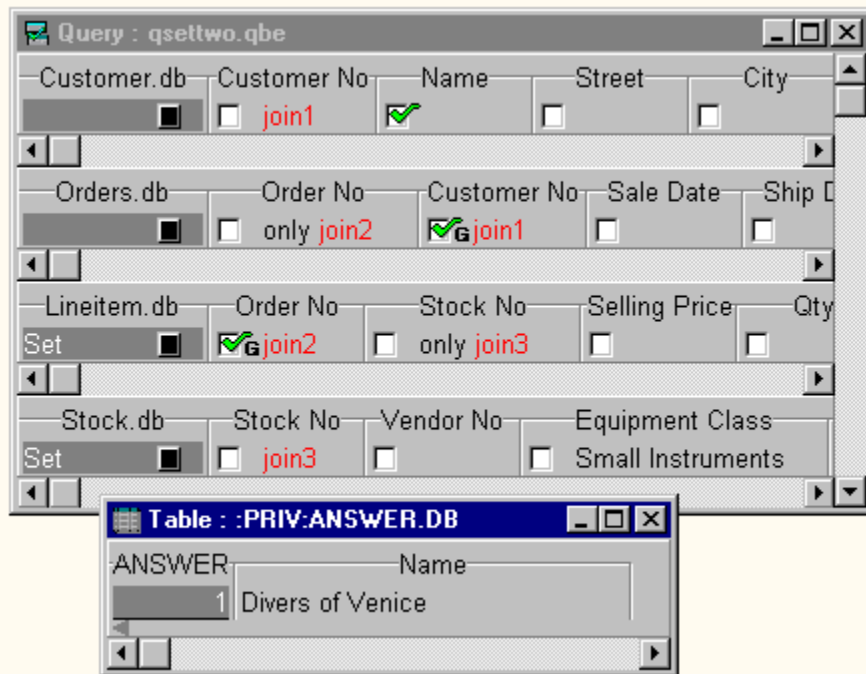 Query : qsettwo.qbe
Customer.db Customer No Name Street City
join1
Orders.db Order No Customer No Sale Date Ship D
only join2 G join1
Lineitem.db Order No Stock No Selling Price Qty
Set G join2 only join3
Stock.db Stock No Vendor No Equipment Class
Set join3 Small Instruments
Table : :PRIV:ANSWER.DB
ANSWER Name
1 Divers of Venice